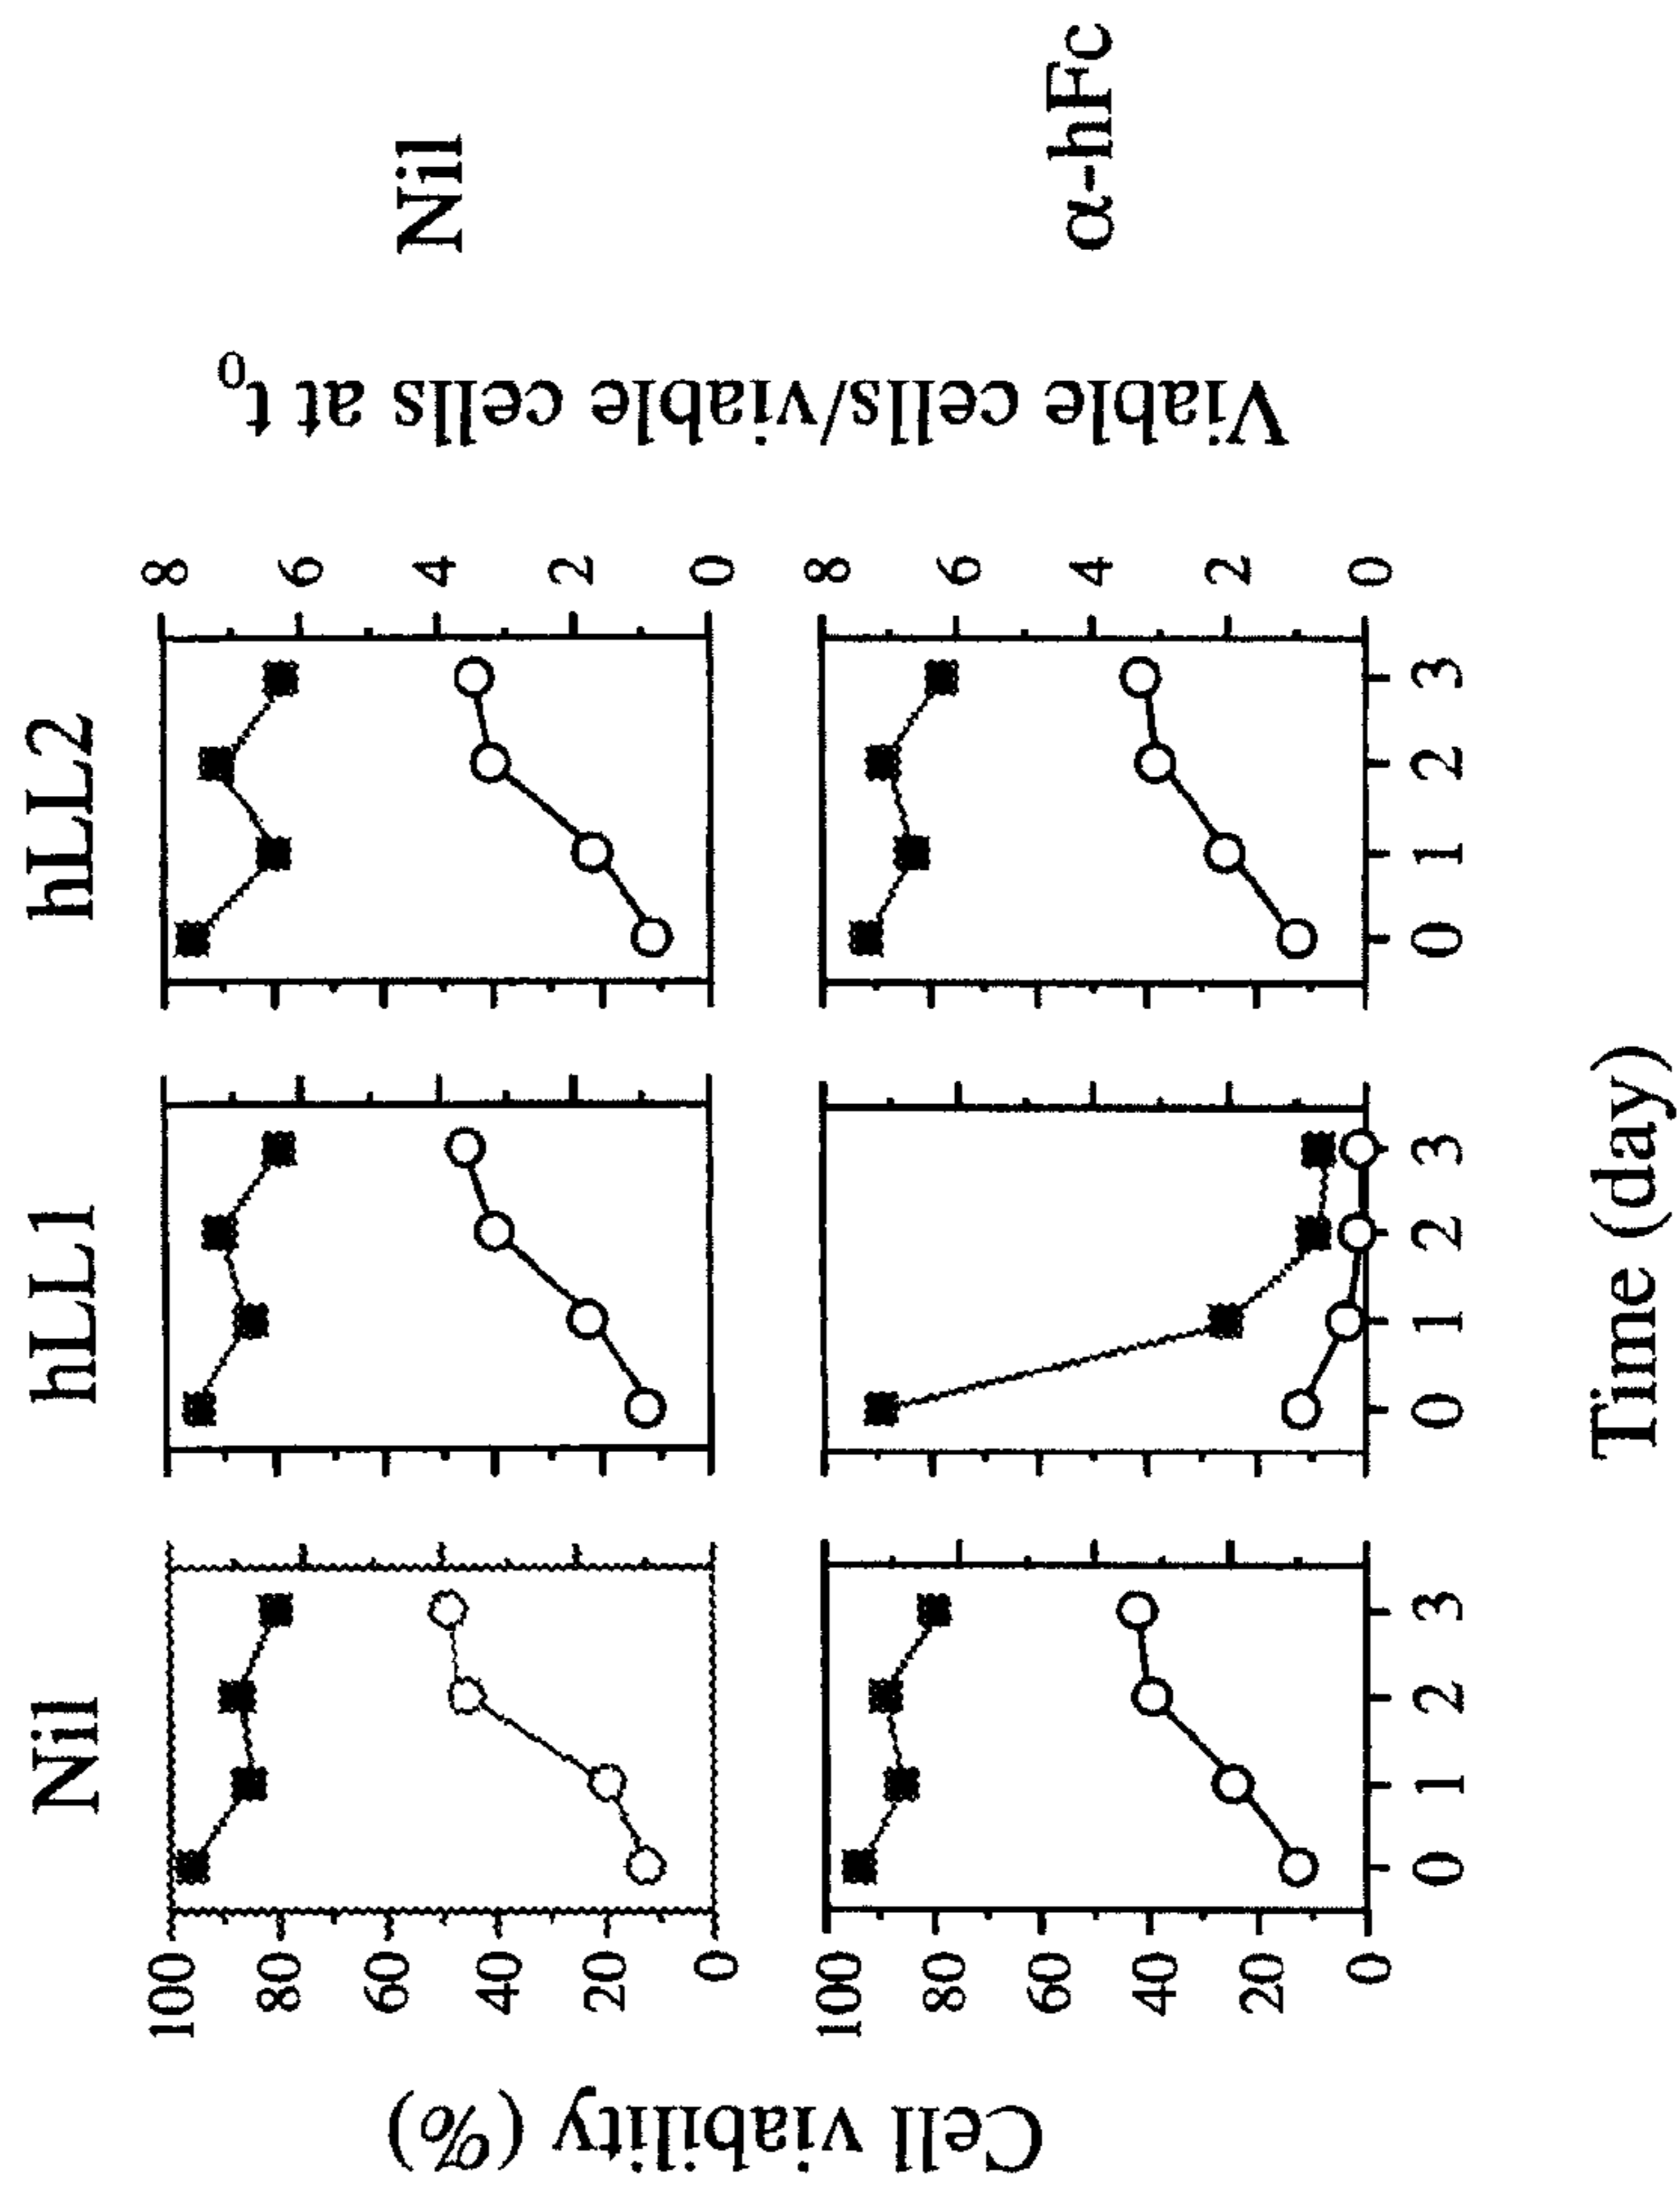 Nil
hLL1
hLL2
100
80
60
40
20
0
8
6
4
2
0
Nil
Cell viability (%)
Viable cells/viable cells at t₀
100
80
60
40
20
0
8
6
4
2
0
α-hFc
0 1 2 3
0 1 2 3
0 1 2 3
Time (day)